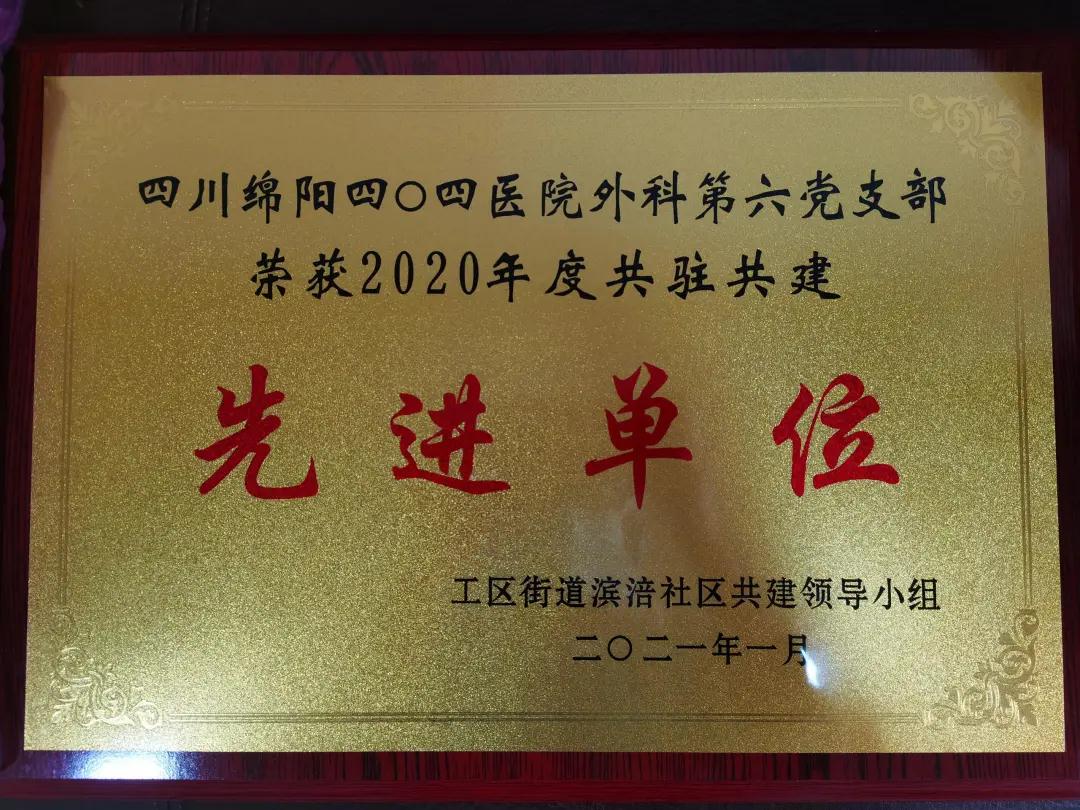 四川绵阳四〇四医院外科第六党支部
荣获2020年度共驻共建
先进单位
工区街道滨涪社区共建领导小组
二〇二一年一月